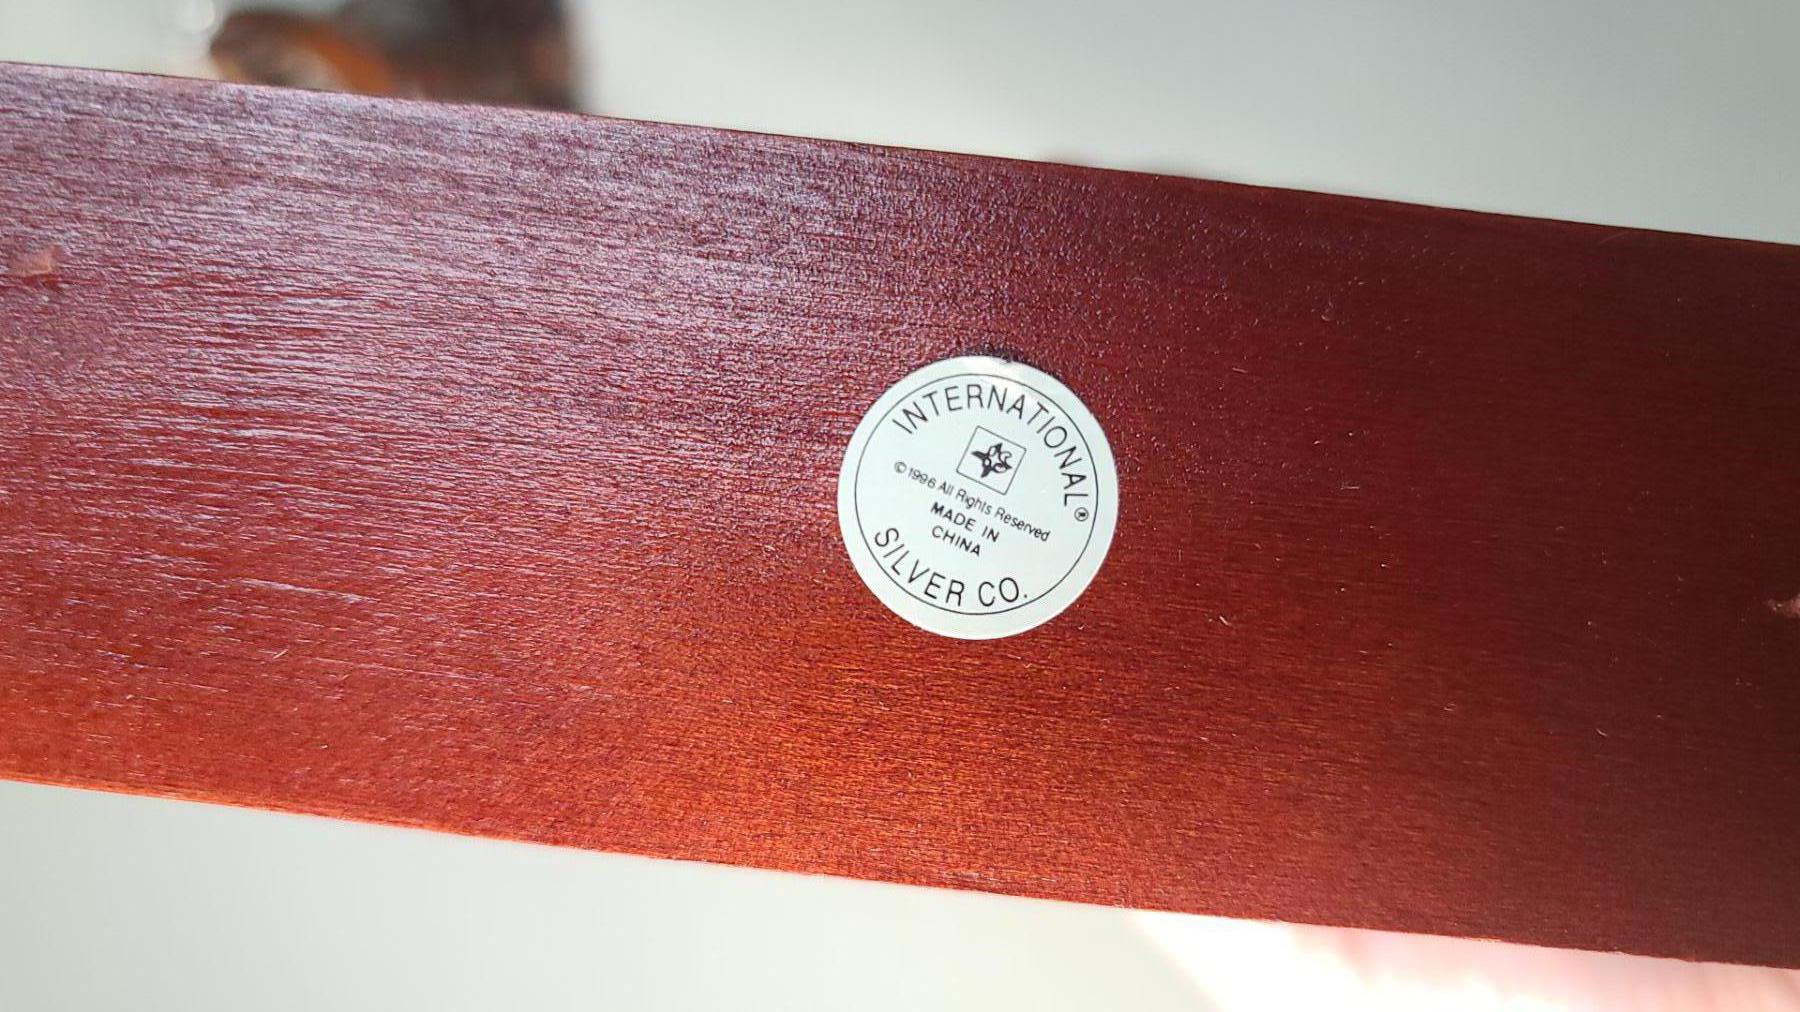 INTERNATIONAL®
©1996 All Rights Reserved
MADE IN
CHINA
SILVER CO.